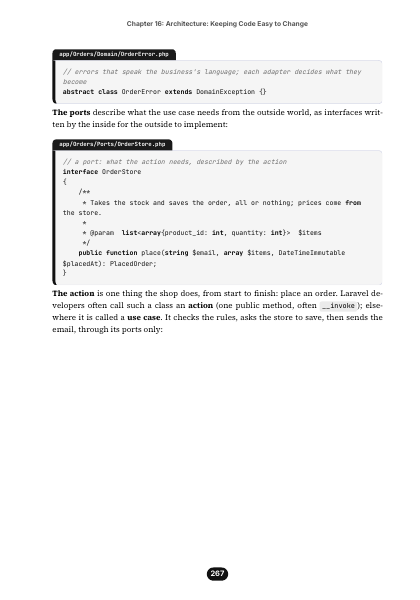 Chapter 16: Architecture: Keeping Code Easy to Change
app/Orders/Domain/OrderError.php
// errors that speak the business's language; each adapter decides what they
become
abstract class OrderError extends DomainException {}
The ports describe what the use case needs from the outside world, as interfaces writ-
ten by the inside for the outside to implement:
app/Orders/Ports/OrderStore.php
// a port: what the action needs, described by the action
interface OrderStore
{
/**
* Takes the stock and saves the order, all or nothing; prices come from
the store.
*
* @param  list<array{product_id: int, quantity: int}>  $items
*/
public function place(string $email, array $items, DateTimeImmutable
$placedAt): PlacedOrder;
}
The action is one thing the shop does, from start to finish: place an order. Laravel de-
velopers often call such a class an action (one public method, often __invoke); else-
where it is called a use case. It checks the rules, asks the store to save, then sends the
email, through its ports only:
267